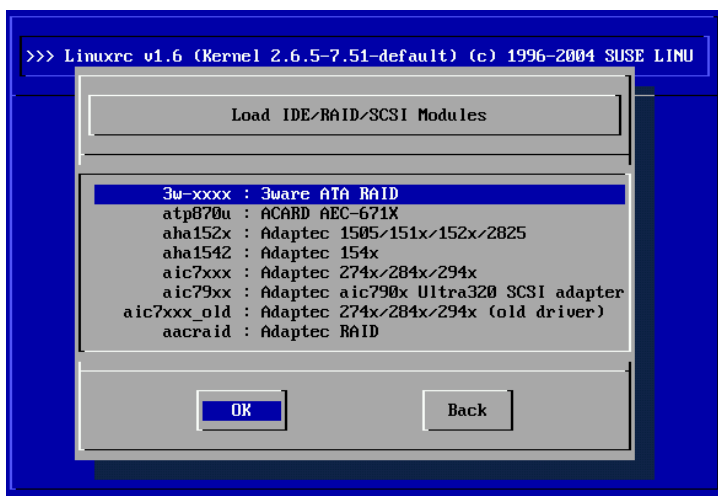 >>> Linuxrc v1.6 (Kernel 2.6.5-7.51-default) (c) 1996-2004 SUSE LINU
Load IDE/RAID/SCSI Modules
3w-xxxx : 3ware ATA RAID
atp870u : ACARD AEC-671X
aha152x : Adaptec 1505/151x/152x/2825
aha1542 : Adaptec 154x
aic7xxx : Adaptec 274x/284x/294x
aic79xx : Adaptec aic790x Ultra320 SCSI adapter
aic7xxx_old : Adaptec 274x/284x/294x (old driver)
aacraid : Adaptec RAID
OK Back